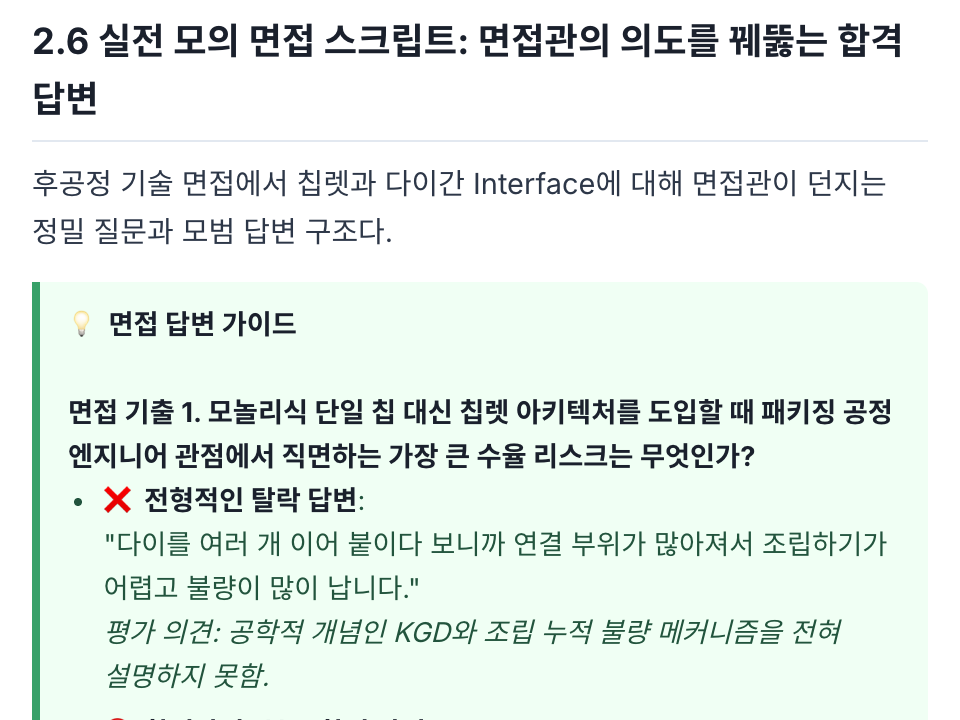 2.6 실전 모의 면접 스크립트: 면접관의 의도를 꿰뚫는 합격
답변
후공정 기술 면접에서 칩렛과 다이간 Interface에 대해 면접관이 던지는
정밀 질문과 모범 답변 구조다.
💡 면접 답변 가이드
면접 기출 1. 모놀리식 단일 칩 대신 칩렛 아키텍처를 도입할 때 패키징 공정
엔지니어 관점에서 직면하는 가장 큰 수율 리스크는 무엇인가?
• ❌ 전형적인 탈락 답변:
"다이를 여러 개 이어 붙이다 보니까 연결 부위가 많아져서 조립하기가
어렵고 불량이 많이 납니다."
평가 의견: 공학적 개념인 KGD와 조립 누적 불량 메커니즘을 전혀
설명하지 못함.